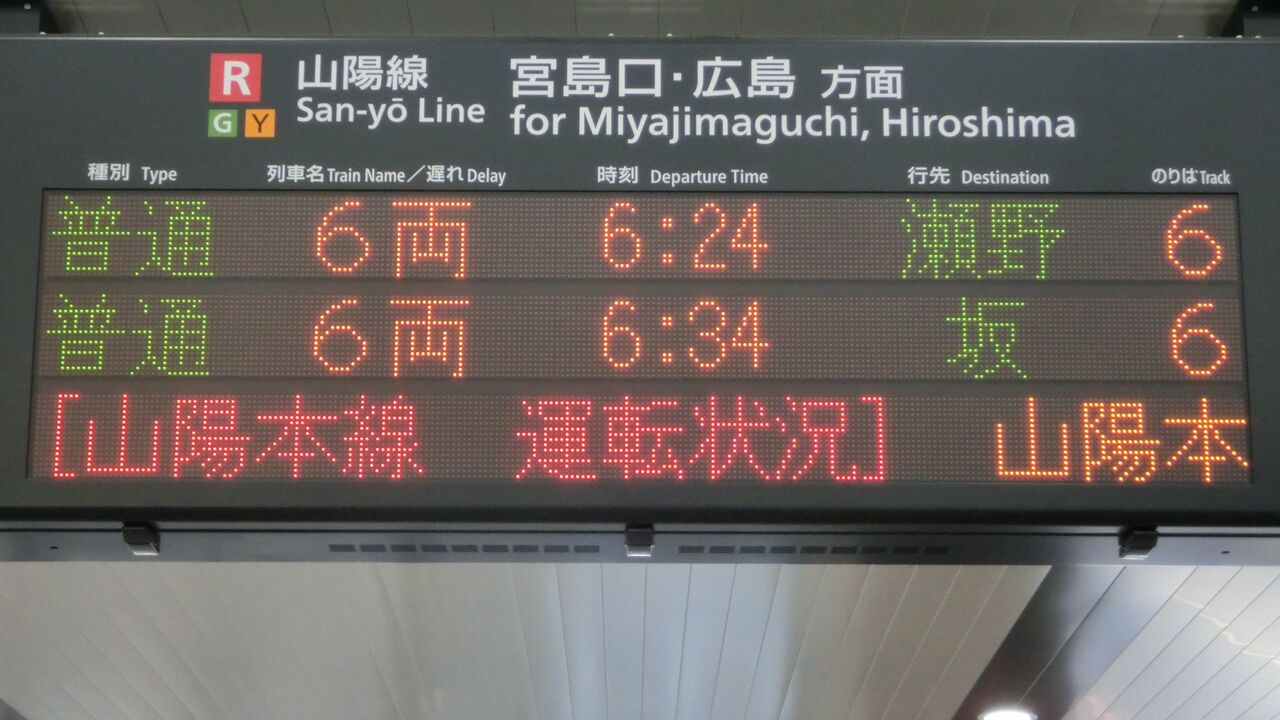 R 山陽線 宮島口・広島 方面
G Y San-yō Line for Miyajimaguchi, Hiroshima
種別 Type 列車名 Train Name／遅れ Delay 時刻 Departure Time 行先 Destination のりば Track
普通 6両 6:24 瀬野 6
普通 6両 6:34 坂 6
[山陽本線 運転状況] 山陽本